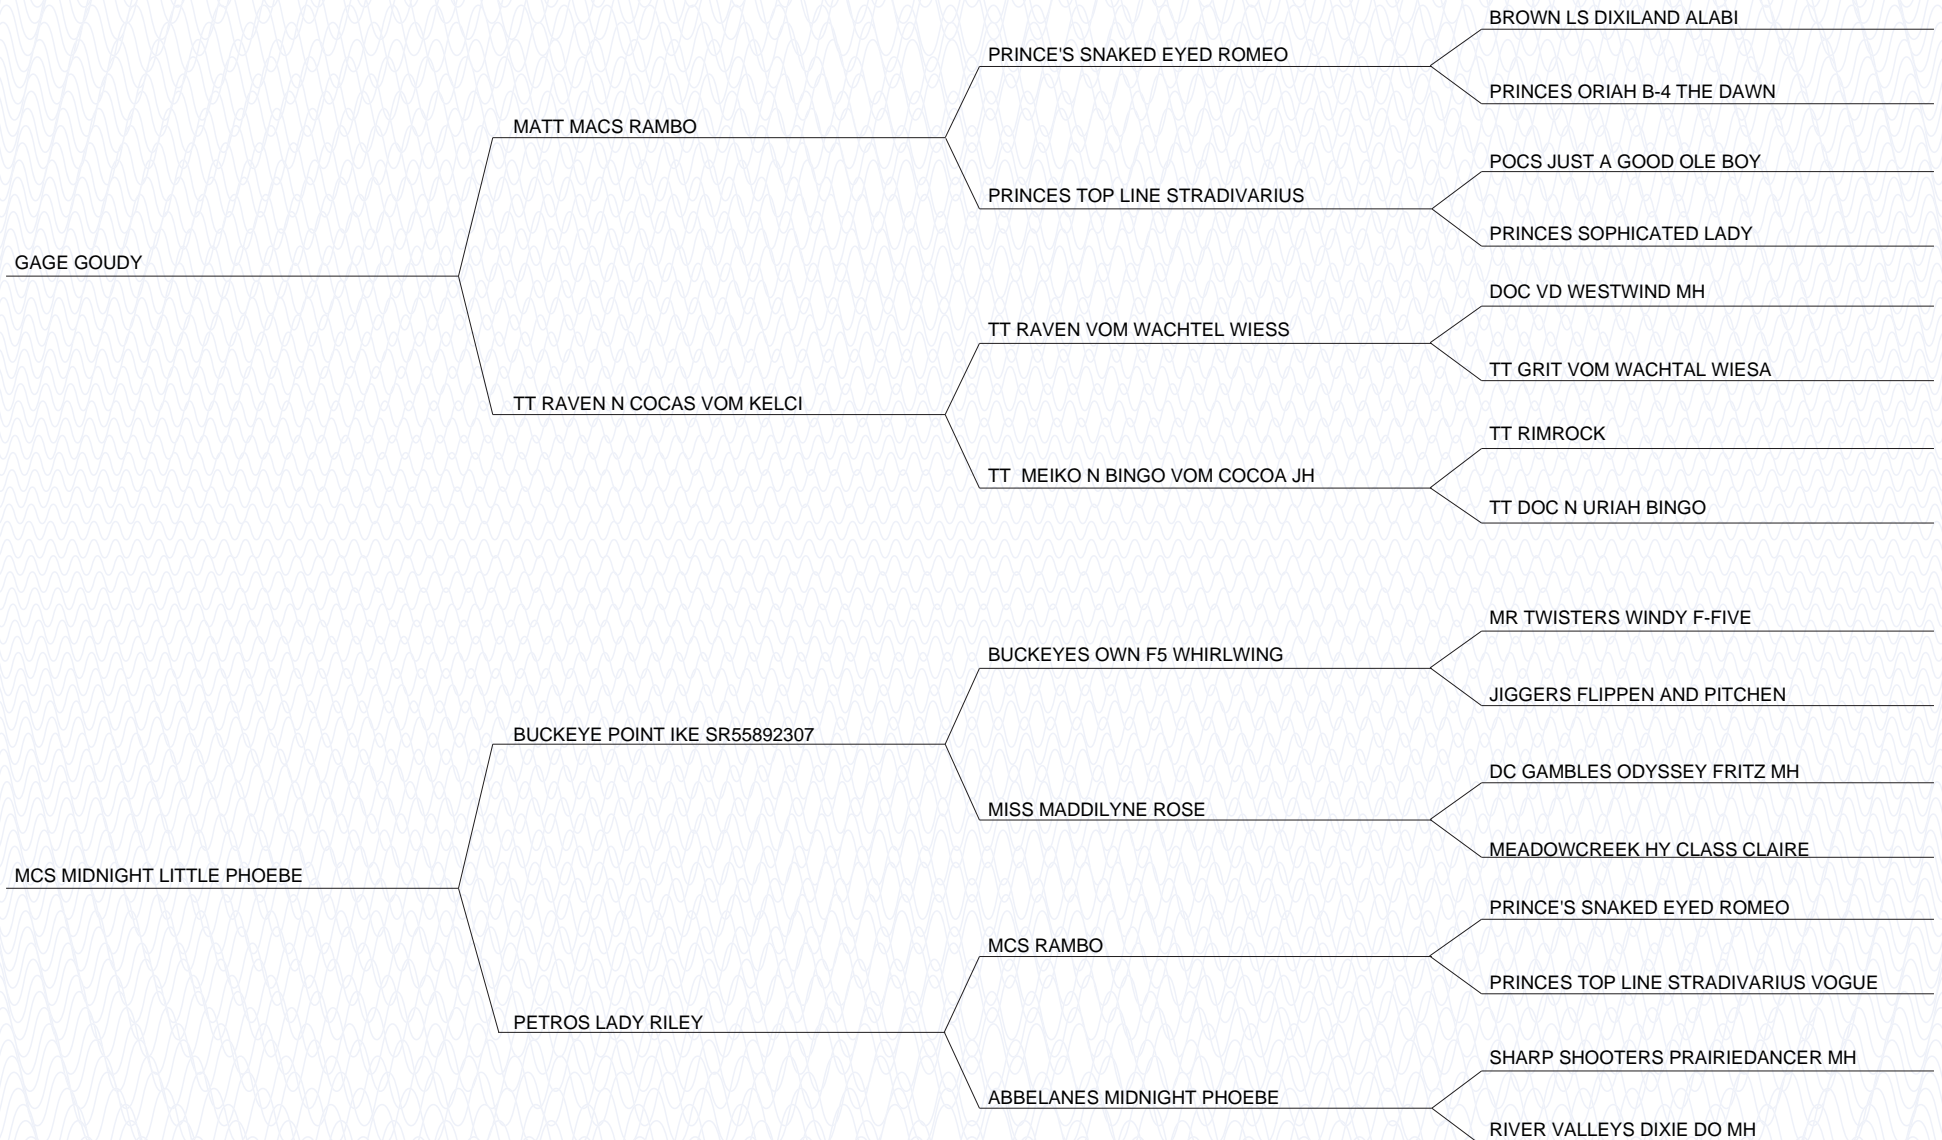 BROWN LS DIXILAND ALABI
PRINCE'S SNAKED EYED ROMEO
PRINCES ORIAH B-4 THE DAWN
MATT MACS RAMBO
POCS JUST A GOOD OLE BOY
PRINCES TOP LINE STRADIVARIUS
PRINCES SOPHICATED LADY
GAGE GOUDY
DOC VD WESTWIND MH
TT RAVEN VOM WACHTEL WIESS
TT GRIT VOM WACHTAL WIESA
TT RAVEN N COCAS VOM KELCI
TT RIMROCK
TT  MEIKO N BINGO VOM COCOA JH
TT DOC N URIAH BINGO
MR TWISTERS WINDY F-FIVE
BUCKEYES OWN F5 WHIRLWING
JIGGERS FLIPPEN AND PITCHEN
BUCKEYE POINT IKE SR55892307
DC GAMBLES ODYSSEY FRITZ MH
MISS MADDILYNE ROSE
MEADOWCREEK HY CLASS CLAIRE
MCS MIDNIGHT LITTLE PHOEBE
PRINCE'S SNAKED EYED ROMEO
MCS RAMBO
PRINCES TOP LINE STRADIVARIUS VOGUE
PETROS LADY RILEY
SHARP SHOOTERS PRAIRIEDANCER MH
ABBELANES MIDNIGHT PHOEBE
RIVER VALLEYS DIXIE DO MH